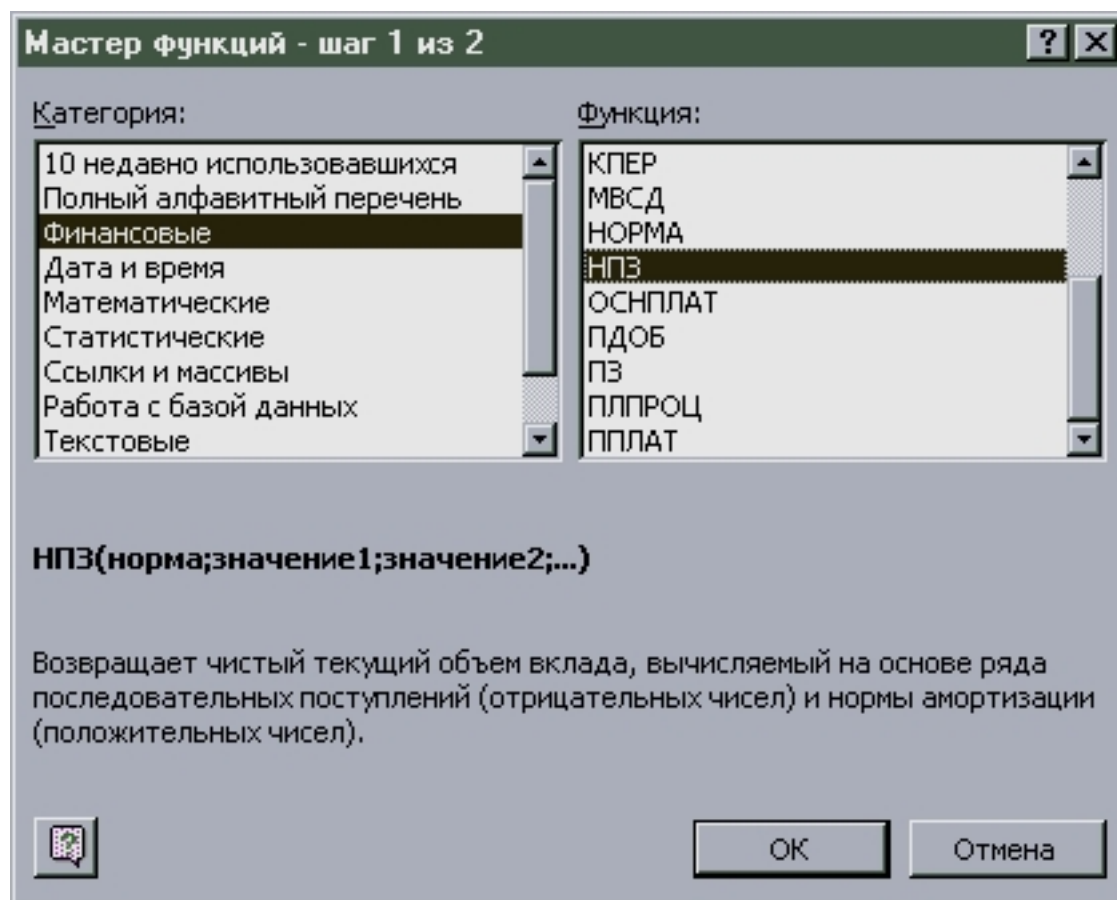 Мастер функций - шаг 1 из 2
Категория:
10 недавно использовавшихся
Полный алфавитный перечень
Финансовые
Дата и время
Математические
Статистические
Ссылки и массивы
Работа с базой данных
Текстовые
Функция:
КПЕР
МВСД
НОРМА
НПЗ
ОСНПЛАТ
ПДОБ
ПЗ
ПЛПРОЦ
ППЛАТ
НПЗ(норма;значение1;значение2;...)
Возвращает чистый текущий объем вклада, вычисляемый на основе ряда
последовательных поступлений (отрицательных чисел) и нормы амортизации
(положительных чисел).
ОК
Отмена